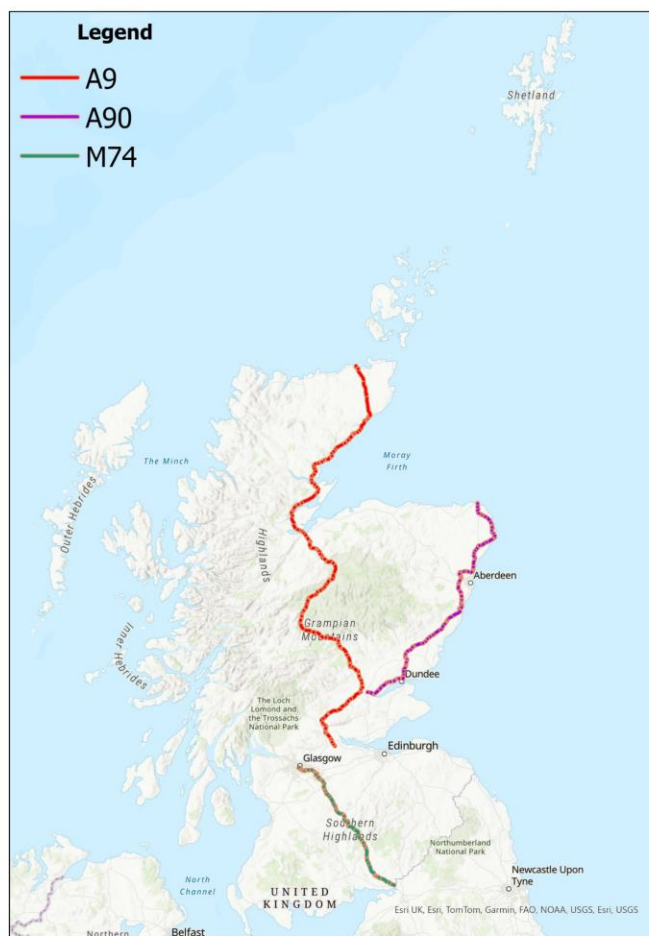 Legend
A9
A90
M74
Shetland
The Minch
Moray
Firth
Outer Hebrides
Highlands
Aberdeen
Grampian
Mountains
Inner Hebrides
Dundee
The Loch
Lomond and
the Trossachs
National Park
Edinburgh
Glasgow
Southern
Highlands
Northumberland
National Park
North
Channel
Newcastle Upon
Tyne
UNITED
KINGDOM
Esri UK, Esri, TomTom, Garmin, FAO, NOAA, USGS, Esri, USGS
Northern
Belfast